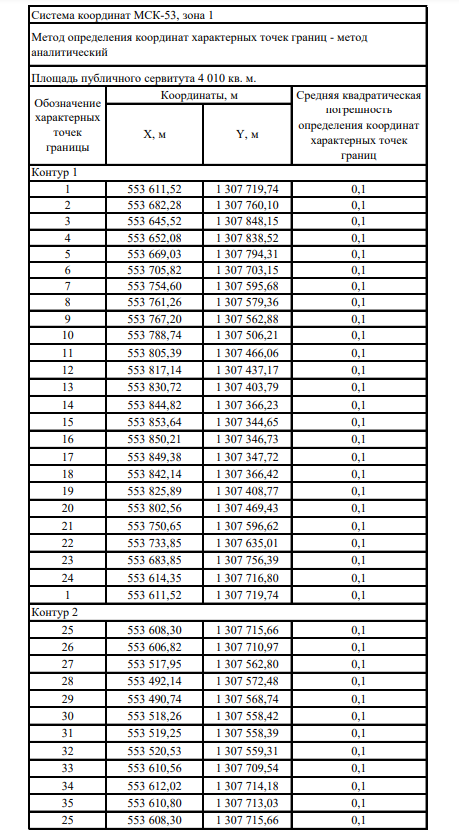 Система координат МСК-53, зона 1
Метод определения координат характерных точек границ - метод
аналитический
Площадь публичного сервитута 4 010 кв. м.
Обозначение характерных точек границы
Координаты, м
Средняя квадратическая погрешность определения координат характерных точек границ
X, м
Y, м
Контур 1
1 553 611,52 1 307 719,74 0,1
2 553 682,28 1 307 760,10 0,1
3 553 645,52 1 307 848,15 0,1
4 553 652,08 1 307 838,52 0,1
5 553 669,03 1 307 794,31 0,1
6 553 705,82 1 307 703,15 0,1
7 553 754,60 1 307 595,68 0,1
8 553 761,26 1 307 579,36 0,1
9 553 767,20 1 307 562,88 0,1
10 553 788,74 1 307 506,21 0,1
11 553 805,39 1 307 466,06 0,1
12 553 817,14 1 307 437,17 0,1
13 553 830,72 1 307 403,79 0,1
14 553 844,82 1 307 366,23 0,1
15 553 853,64 1 307 344,65 0,1
16 553 850,21 1 307 346,73 0,1
17 553 849,38 1 307 347,72 0,1
18 553 842,14 1 307 366,42 0,1
19 553 825,89 1 307 408,77 0,1
20 553 802,56 1 307 469,43 0,1
21 553 750,65 1 307 596,62 0,1
22 553 733,85 1 307 635,01 0,1
23 553 683,85 1 307 756,39 0,1
24 553 614,35 1 307 716,80 0,1
1 553 611,52 1 307 719,74 0,1
Контур 2
25 553 608,30 1 307 715,66 0,1
26 553 606,82 1 307 710,97 0,1
27 553 517,95 1 307 562,80 0,1
28 553 492,14 1 307 572,48 0,1
29 553 490,74 1 307 568,74 0,1
30 553 518,26 1 307 558,42 0,1
31 553 519,25 1 307 558,39 0,1
32 553 520,53 1 307 559,31 0,1
33 553 610,56 1 307 709,54 0,1
34 553 612,02 1 307 714,18 0,1
35 553 610,80 1 307 713,03 0,1
25 553 608,30 1 307 715,66 0,1